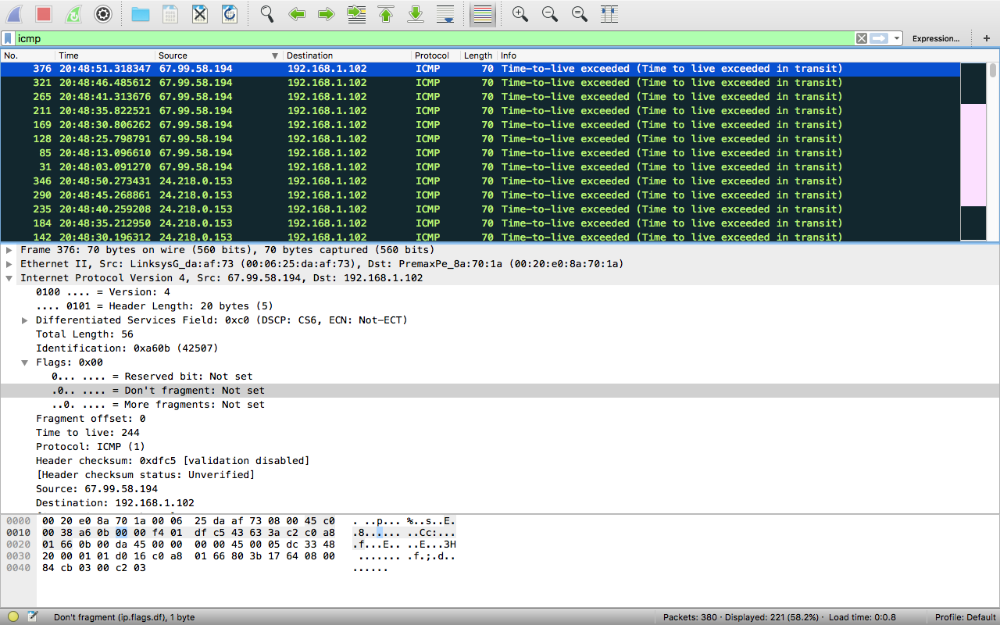 icmp Expression... +
No. Time Source Destination Protocol Length Info
376 20:48:51.318347 67.99.58.194 192.168.1.102 ICMP 70 Time-to-live exceeded (Time to live exceeded in transit)
321 20:48:46.485612 67.99.58.194 192.168.1.102 ICMP 70 Time-to-live exceeded (Time to live exceeded in transit)
265 20:48:41.313676 67.99.58.194 192.168.1.102 ICMP 70 Time-to-live exceeded (Time to live exceeded in transit)
211 20:48:35.822521 67.99.58.194 192.168.1.102 ICMP 70 Time-to-live exceeded (Time to live exceeded in transit)
169 20:48:30.806262 67.99.58.194 192.168.1.102 ICMP 70 Time-to-live exceeded (Time to live exceeded in transit)
128 20:48:25.798791 67.99.58.194 192.168.1.102 ICMP 70 Time-to-live exceeded (Time to live exceeded in transit)
85 20:48:13.096610 67.99.58.194 192.168.1.102 ICMP 70 Time-to-live exceeded (Time to live exceeded in transit)
31 20:48:03.091270 67.99.58.194 192.168.1.102 ICMP 70 Time-to-live exceeded (Time to live exceeded in transit)
346 20:48:50.273431 24.218.0.153 192.168.1.102 ICMP 70 Time-to-live exceeded (Time to live exceeded in transit)
290 20:48:45.268861 24.218.0.153 192.168.1.102 ICMP 70 Time-to-live exceeded (Time to live exceeded in transit)
235 20:48:40.259208 24.218.0.153 192.168.1.102 ICMP 70 Time-to-live exceeded (Time to live exceeded in transit)
184 20:48:35.212950 24.218.0.153 192.168.1.102 ICMP 70 Time-to-live exceeded (Time to live exceeded in transit)
142 20:48:30.196312 24.218.0.153 192.168.1.102 ICMP 70 Time-to-live exceeded (Time to live exceeded in transit)
Frame 376: 70 bytes on wire (560 bits), 70 bytes captured (560 bits)
Ethernet II, Src: LinksysG_da:af:73 (00:06:25:da:af:73), Dst: PremaxPe_8a:70:1a (00:20:e0:8a:70:1a)
Internet Protocol Version 4, Src: 67.99.58.194, Dst: 192.168.1.102
0100 .... = Version: 4
.... 0101 = Header Length: 20 bytes (5)
Differentiated Services Field: 0xc0 (DSCP: CS6, ECN: Not-ECT)
Total Length: 56
Identification: 0xa60b (42507)
Flags: 0x00
0... .... = Reserved bit: Not set
.0.. .... = Don't fragment: Not set
..0. .... = More fragments: Not set
Fragment offset: 0
Time to live: 244
Protocol: ICMP (1)
Header checksum: 0xdfc5 [validation disabled]
[Header checksum status: Unverified]
Source: 67.99.58.194
Destination: 192.168.1.102
0000 00 20 e0 8a 70 1a 00 06 25 da af 73 08 00 45 c0 . ..p... %..s..E.
0010 00 38 a6 0b 00 00 f4 01 df c5 43 63 3a c2 c0 a8 .8...... ..Cc:...
0020 01 66 0b 00 da 45 00 00 00 00 45 00 05 dc 33 48 .f...E.. ..E...3H
0030 20 00 01 01 d0 16 c0 a8 01 66 80 3b 17 64 08 00 ....... .f.;.d..
0040 84 cb 03 00 c2 03 ......
Don't fragment (ip.flags.df), 1 byte Packets: 380 · Displayed: 221 (58.2%) · Load time: 0:0.8 Profile: Default